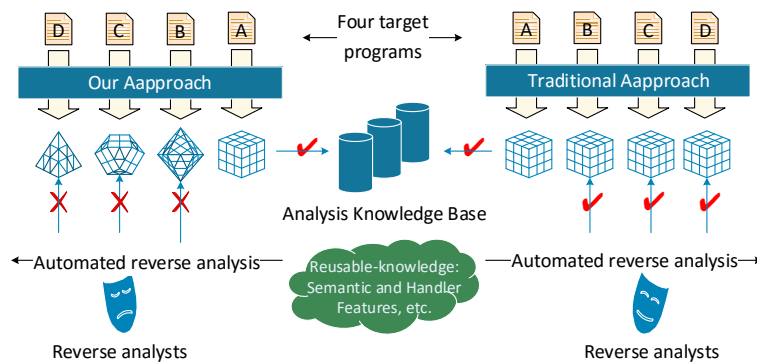 D C B A
Four target
programs
A B C D
Our Aapproach
Traditional Aapproach
Analysis Knowledge Base
Automated reverse analysis
Reusable-knowledge:
Semantic and Handler
Features, etc.
Automated reverse analysis
Reverse analysts
Reverse analysts